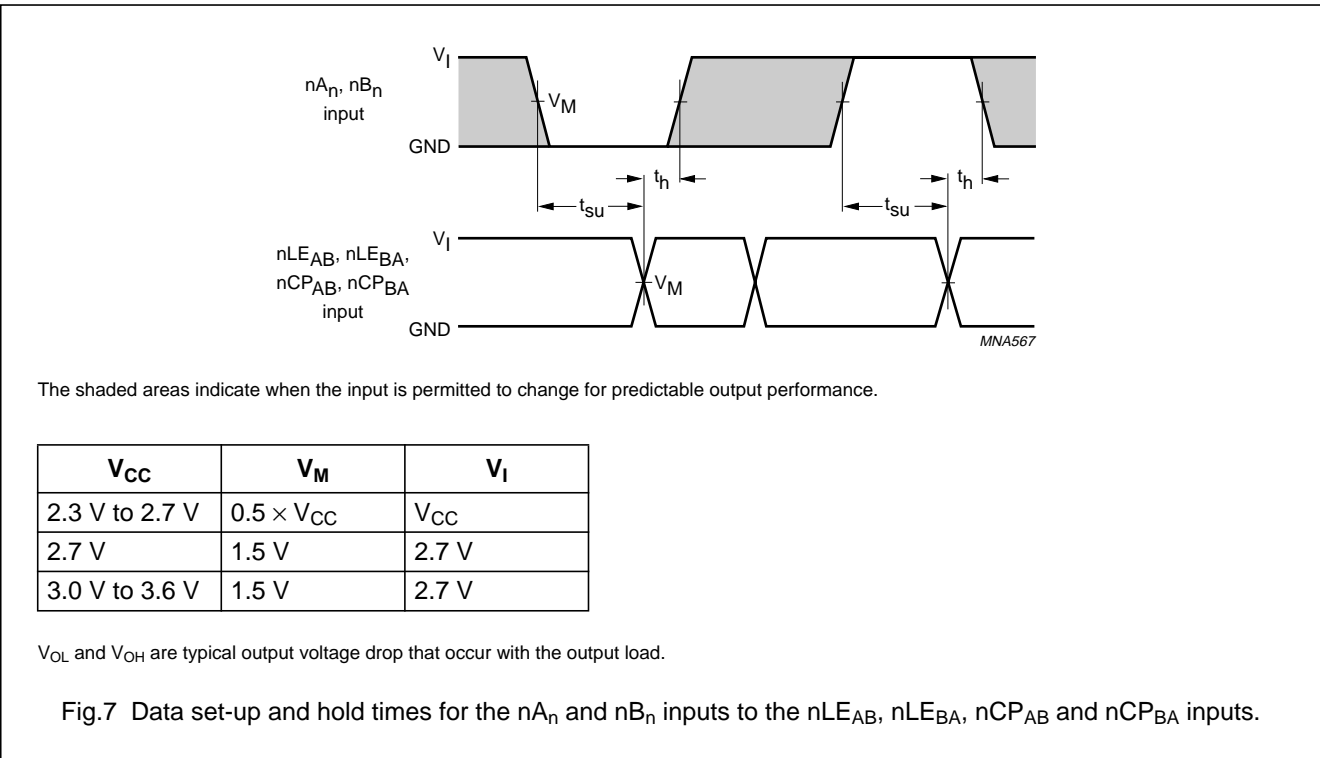 V_I
nA_n, nB_n
input
V_M
GND
t_h
t_h
t_su
t_su
V_I
nLE_AB, nLE_BA,
nCP_AB, nCP_BA
input
V_M
GND
MNA567
The shaded areas indicate when the input is permitted to change for predictable output performance.
V_CC V_M V_I
2.3 V to 2.7 V 0.5 × V_CC V_CC
2.7 V 1.5 V 2.7 V
3.0 V to 3.6 V 1.5 V 2.7 V
V_OL and V_OH are typical output voltage drop that occur with the output load.
Fig.7 Data set-up and hold times for the nA_n and nB_n inputs to the nLE_AB, nLE_BA, nCP_AB and nCP_BA inputs.